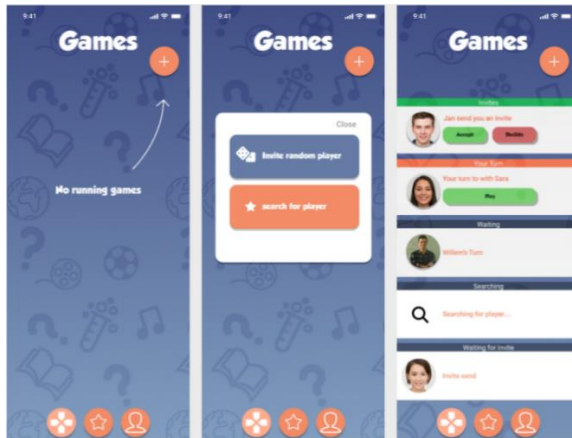 9:41
Games
+
No running games
9:41
Games
+
Close
Invite random player
search for player
9:41
Games
+
Invites
Jan send you an invite
Accept
Decline
Your Turn
Your turn to with Sara
Play
Waiting
Willem's Turn
Searching
Searching for player...
Waiting for invite
Invite send